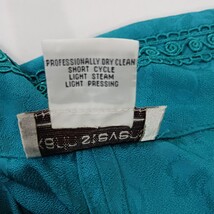 PROFESSIONALLY DRY CLEAN
SHORT CYCLE
LIGHT STEAM
LIGHT PRESSING